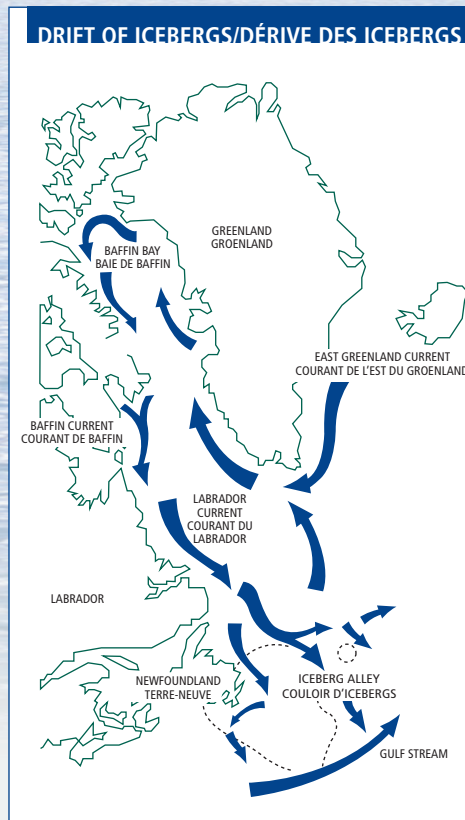 DRIFT OF ICEBERGS/DÉRIVE DES ICEBERGS
GREENLAND
GROENLAND
BAFFIN BAY
BAIE DE BAFFIN
EAST GREENLAND CURRENT
COURANT DE L'EST DU GROENLAND
BAFFIN CURRENT
COURANT DE BAFFIN
LABRADOR
CURRENT
COURANT DU
LABRADOR
LABRADOR
NEWFOUNDLAND
TERRE-NEUVE
ICEBERG ALLEY
COULOIR D'ICEBERGS
GULF STREAM